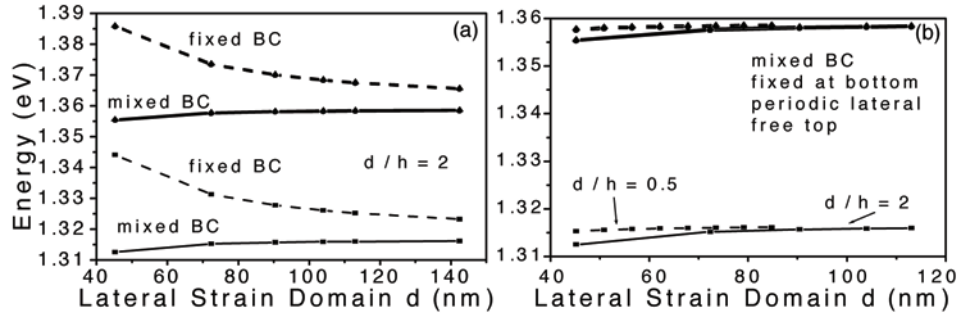 1.39
1.38
1.37
1.36
1.35
1.34
1.33
1.32
1.31
Energy (eV)
(a)
fixed BC
mixed BC
fixed BC
d / h = 2
mixed BC
40 60 80 100 120 140
Lateral Strain Domain d (nm)
1.36
1.35
1.34
1.33
1.32
1.31
(b)
mixed BC
fixed at bottom
periodic lateral
free top
d / h = 0.5
d / h = 2
40 60 80 100 120
Lateral Strain Domain d (nm)